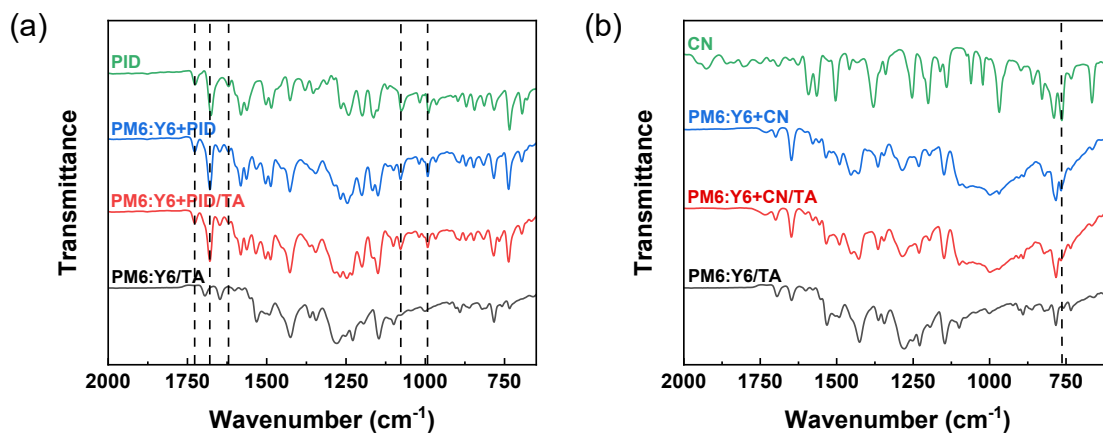 (a)
PID
PM6:Y6+PID
PM6:Y6+PID/TA
PM6:Y6/TA
Transmittance
2000 1750 1500 1250 1000 750
Wavenumber (cm⁻¹)
(b)
CN
PM6:Y6+CN
PM6:Y6+CN/TA
PM6:Y6/TA
Transmittance
2000 1750 1500 1250 1000 750
Wavenumber (cm⁻¹)